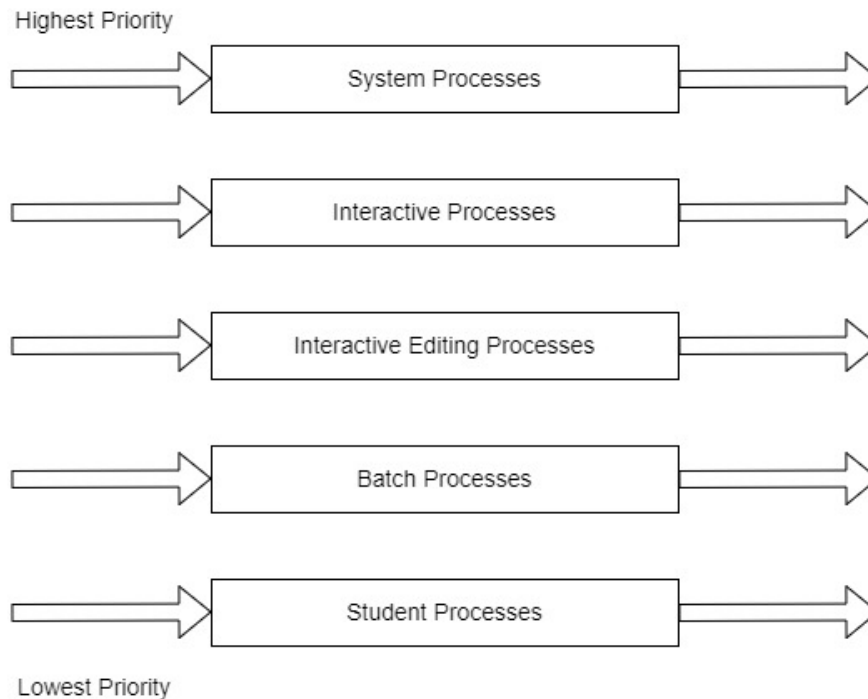 Highest Priority
System Processes
Interactive Processes
Interactive Editing Processes
Batch Processes
Student Processes
Lowest Priority